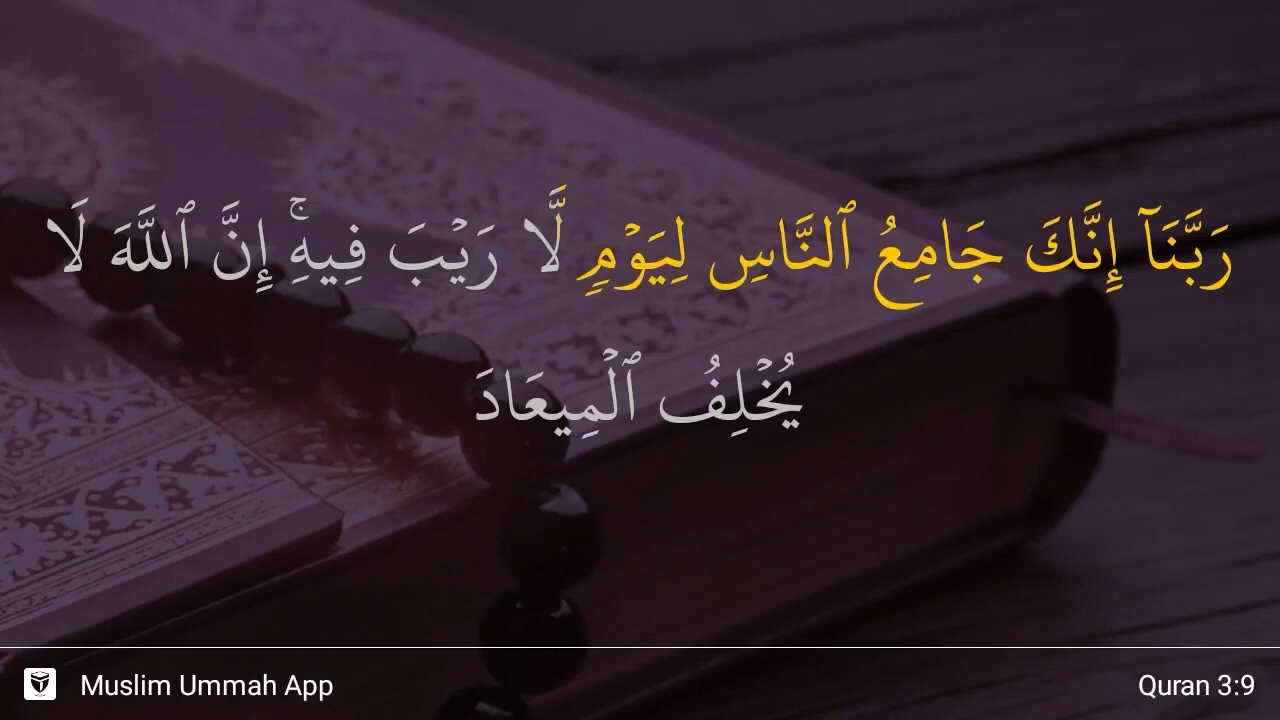 رَبَّنَآ إِنَّكَ جَامِعُ ٱلنَّاسِ لِيَوْمٍ لَّا رَيْبَ فِيهِ ۚ إِنَّ ٱللَّهَ لَا
يُخْلِفُ ٱلْمِيعَادَ
Muslim Ummah App
Quran 3:9